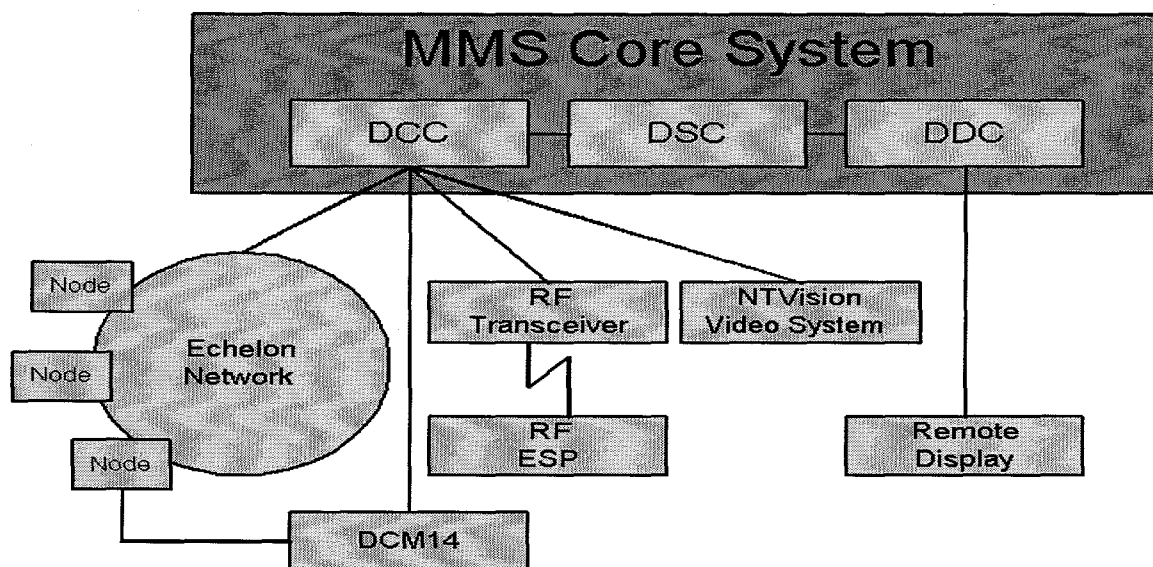 MMS Core System
DCC
DSC
DDC
Node
Node
Node
Echelon
Network
RF
Transceiver
NTVision
Video System
RF
ESP
Remote
Display
DCM14